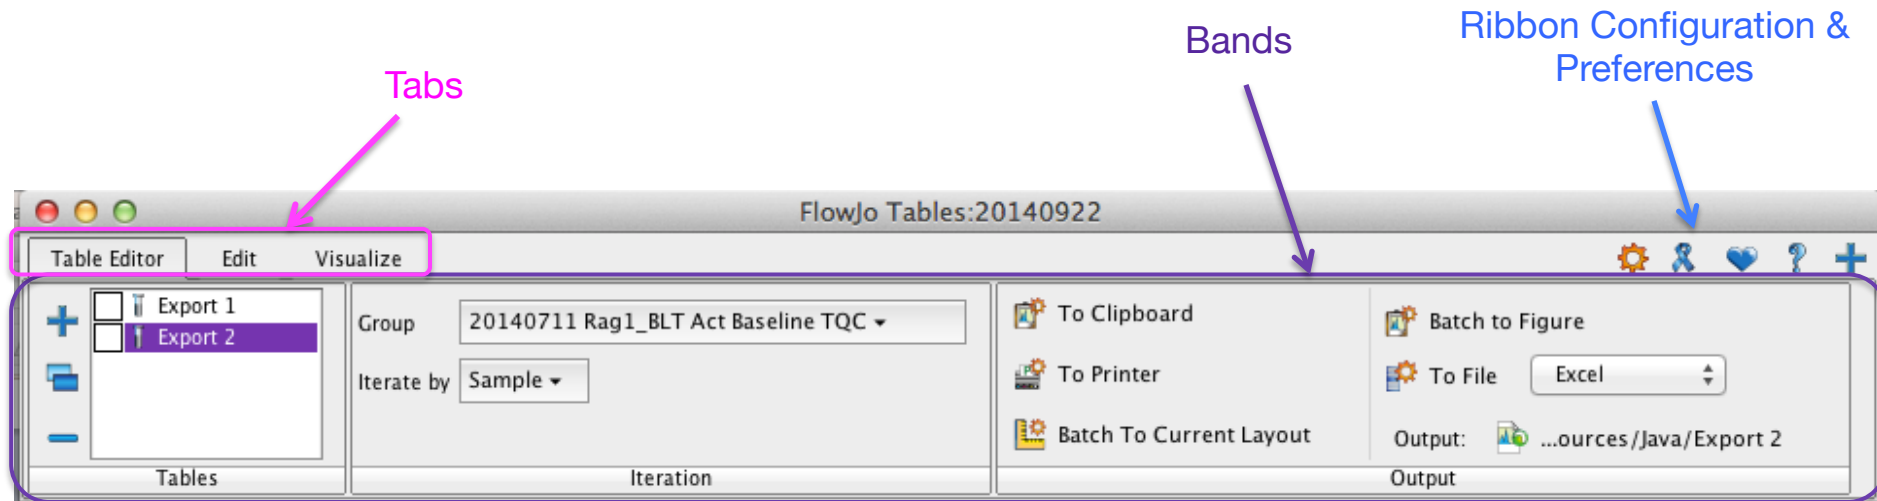 Ribbon Configuration &
Preferences
Bands
Tabs
FlowJo Tables:20140922
Table Editor Edit Visualize
Export 1
Export 2
Tables
Group 20140711 Rag1_BLT Act Baseline TQC
Iterate by Sample
Iteration
To Clipboard
To Printer
Batch To Current Layout
Batch to Figure
To File Excel
Output: ...ources/Java/Export 2
Output